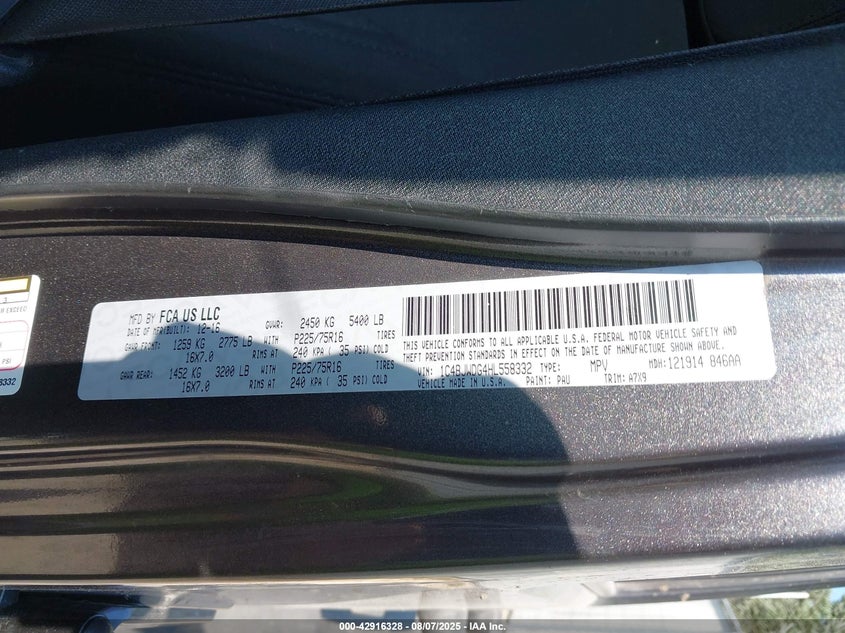 3
M EXCEED
PSI
8332
MFD BY FCA US LLC
DATE OF MFR(BUILT): 12-16 GVWR: 2450 KG 5400 LB
GAWR FRONT: 1259 KG 2775 LB WITH P225/75R16 TIRES
16X7.0 RIMS AT 240 KPA ( 35 PSI) COLD
GAWR REAR: 1452 KG 3200 LB WITH P225/75R16 TIRES
16X7.0 RIMS AT 240 KPA ( 35 PSI) COLD
THIS VEHICLE CONFORMS TO ALL APPLICABLE U.S.A. FEDERAL MOTOR VEHICLE SAFETY AND
THEFT PREVENTION STANDARDS IN EFFECT ON THE DATE OF MANUFACTURE SHOWN ABOVE.
VIN: 1C4BJWDG4HL558332 TYPE: MPV MDH: 121914 846AA
MADE IN U.S.A. PAINT: PAU TRIM: A7X9
000-42916328 - 08/07/2025 - IAA Inc.